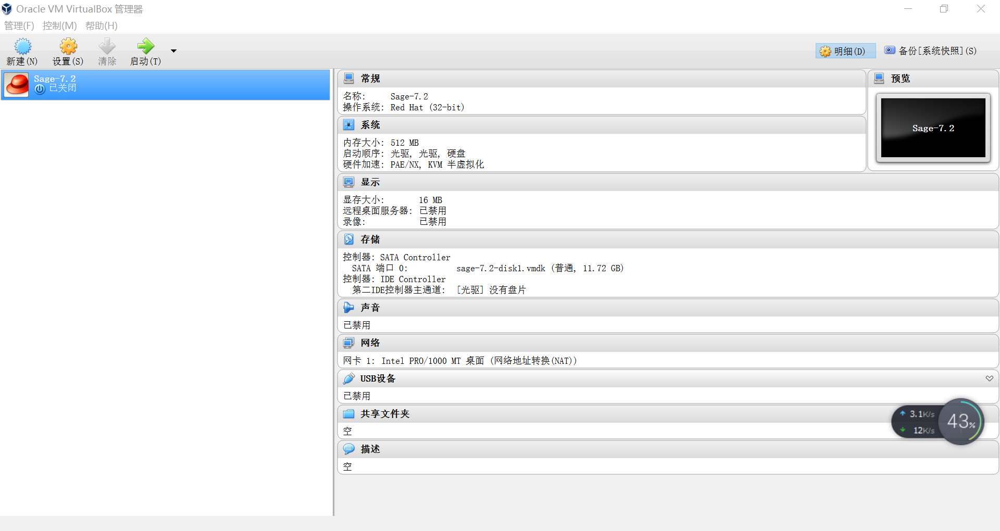 Oracle VM VirtualBox 管理器
管理(F) 控制(M) 帮助(H)
新建(N) 设置(S) 清除 启动(T)
明细(D) 备份[系统快照](S)
Sage-7.2
已关闭
常规
名称: Sage-7.2
操作系统: Red Hat (32-bit)
系统
内存大小: 512 MB
启动顺序: 光驱, 光驱, 硬盘
硬件加速: PAE/NX, KVM 半虚拟化
预览
Sage-7.2
显示
显存大小: 16 MB
远程桌面服务器: 已禁用
录像: 已禁用
存储
控制器: SATA Controller
SATA 端口 0: sage-7.2-disk1.vmdk (普通, 11.72 GB)
控制器: IDE Controller
第二IDE控制器主通道: [光驱] 没有盘片
声音
已禁用
网络
网卡 1: Intel PRO/1000 MT 桌面 (网络地址转换(NAT))
USB设备
已禁用
共享文件夹
空
描述
空
3.1K/s
12K/s
43%